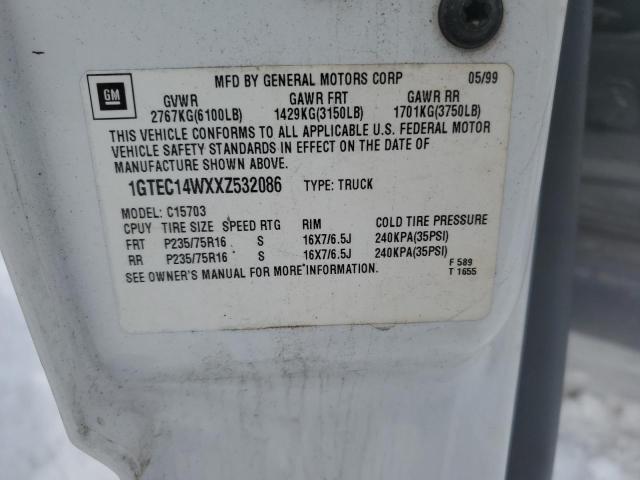 GM
MFD BY GENERAL MOTORS CORP 05/99
GVWR GAWR FRT GAWR RR
2767KG(6100LB) 1429KG(3150LB) 1701KG(3750LB)
THIS VEHICLE CONFORMS TO ALL APPLICABLE U.S. FEDERAL MOTOR
VEHICLE SAFETY STANDARDS IN EFFECT ON THE DATE OF
MANUFACTURE SHOWN ABOVE.
1GTEC14WXXZ532086 TYPE: TRUCK
MODEL: C15703
CPUY TIRE SIZE SPEED RTG RIM COLD TIRE PRESSURE
FRT P235/75R16 S 16X7/6.5J 240KPA(35PSI)
RR P235/75R16 S 16X7/6.5J 240KPA(35PSI)
SEE OWNER'S MANUAL FOR MORE INFORMATION.
F 589
T 1655